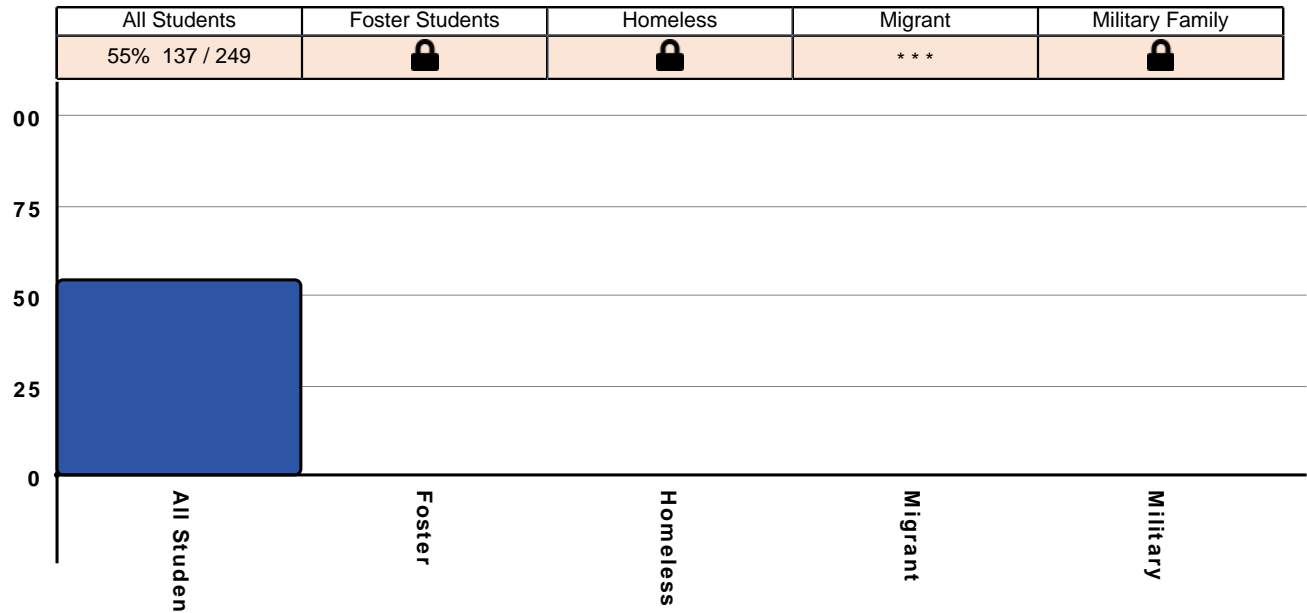 All Students Foster Students Homeless Migrant Military Family
55% 137 / 249 * * *
00
75
50
25
0
All Studen
Foster
Homeless
Migrant
Military